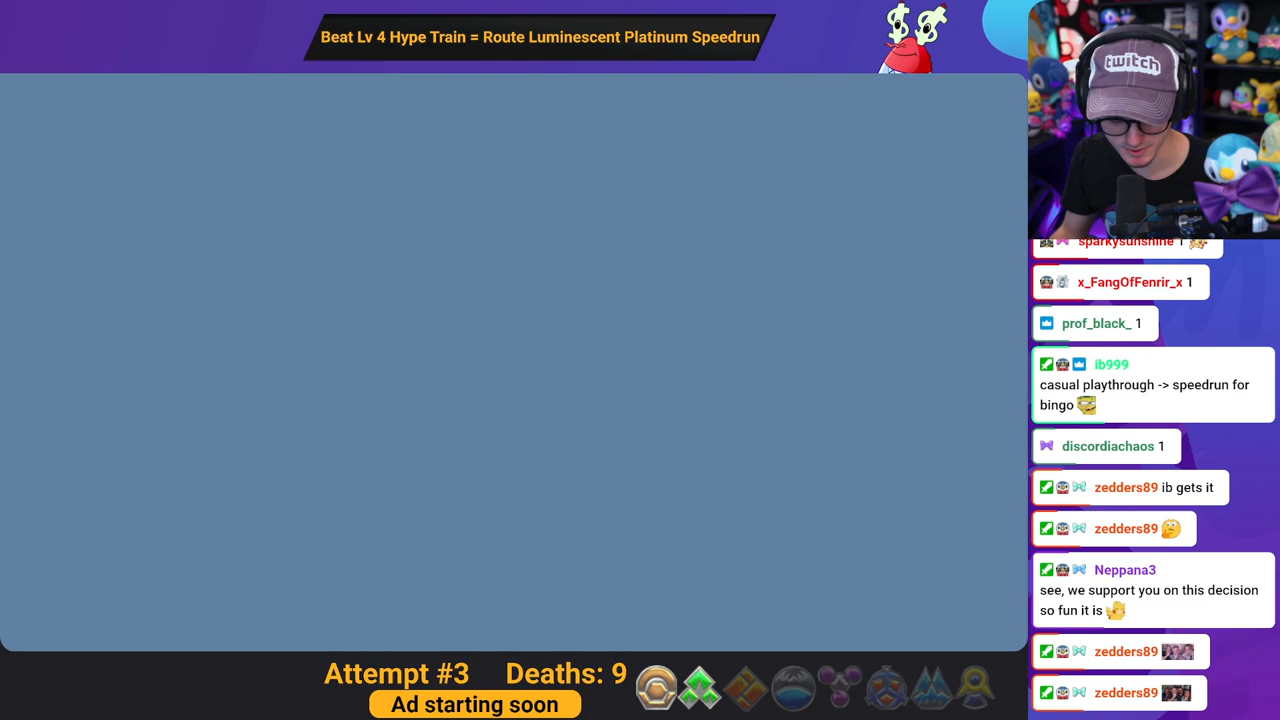 Beat Lv 4 Hype Train = Route Luminescent Platinum Speedrun
twitch
sparkysunshine 1
x_FangOfFenrir_x 1
prof_black_ 1
ib999
casual playthrough -> speedrun for
bingo
discordiachaos 1
zedders89 ib gets it
zedders89
Neppana3
see, we support you on this decision
so fun it is
zedders89
zedders89
Attempt #3 Deaths: 9
Ad starting soon